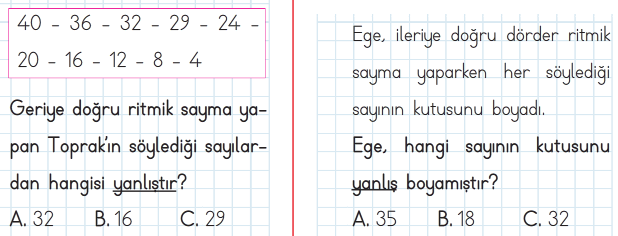 40 - 36 - 32 - 29 - 24 -
20 - 16 - 12 - 8 - 4
Geriye doğru ritmik sayma ya-
pan Toprak'ın söylediği sayılar-
dan hangisi yanlıştır?
A. 32 B. 16 C. 29
Ege, ileriye doğru dörder ritmik
sayma yaparken her söylediği
sayının kutusunu boyadı.
Ege, hangi sayının kutusunu
yanlış boyamıştır?
A. 35 B. 18 C. 32